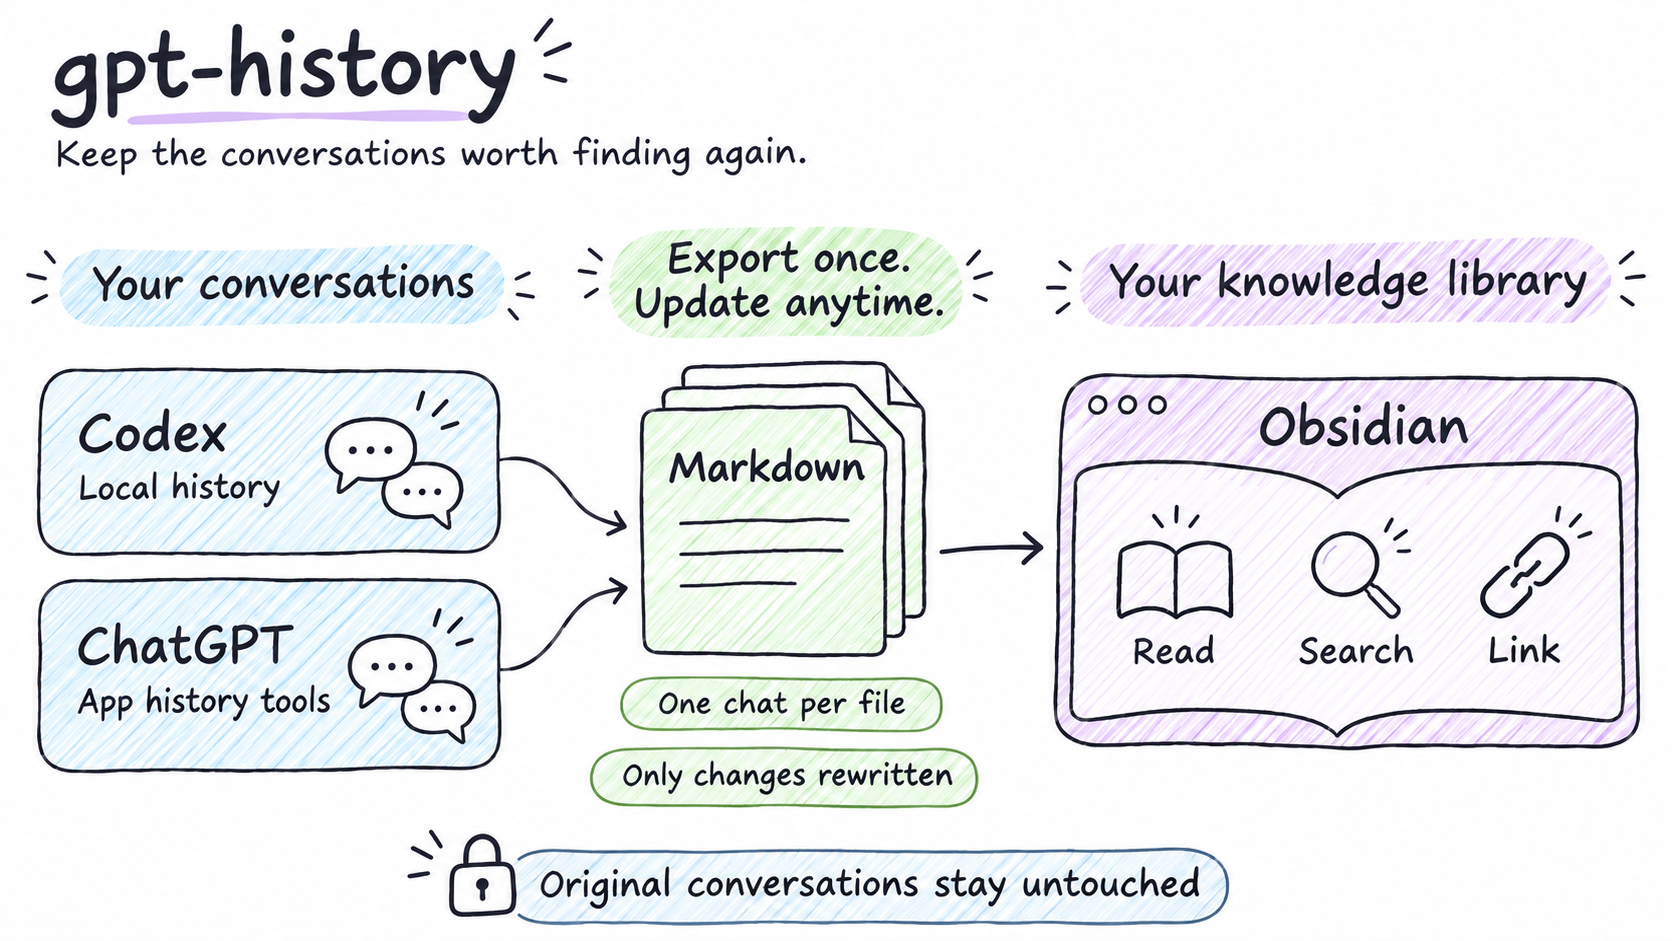 gpt-history
Keep the conversations worth finding again.
Your conversations
Codex
Local history
ChatGPT
App history tools
Export once.
Update anytime.
Markdown
One chat per file
Only changes rewritten
Your knowledge library
Obsidian
Read
Search
Link
Original conversations stay untouched